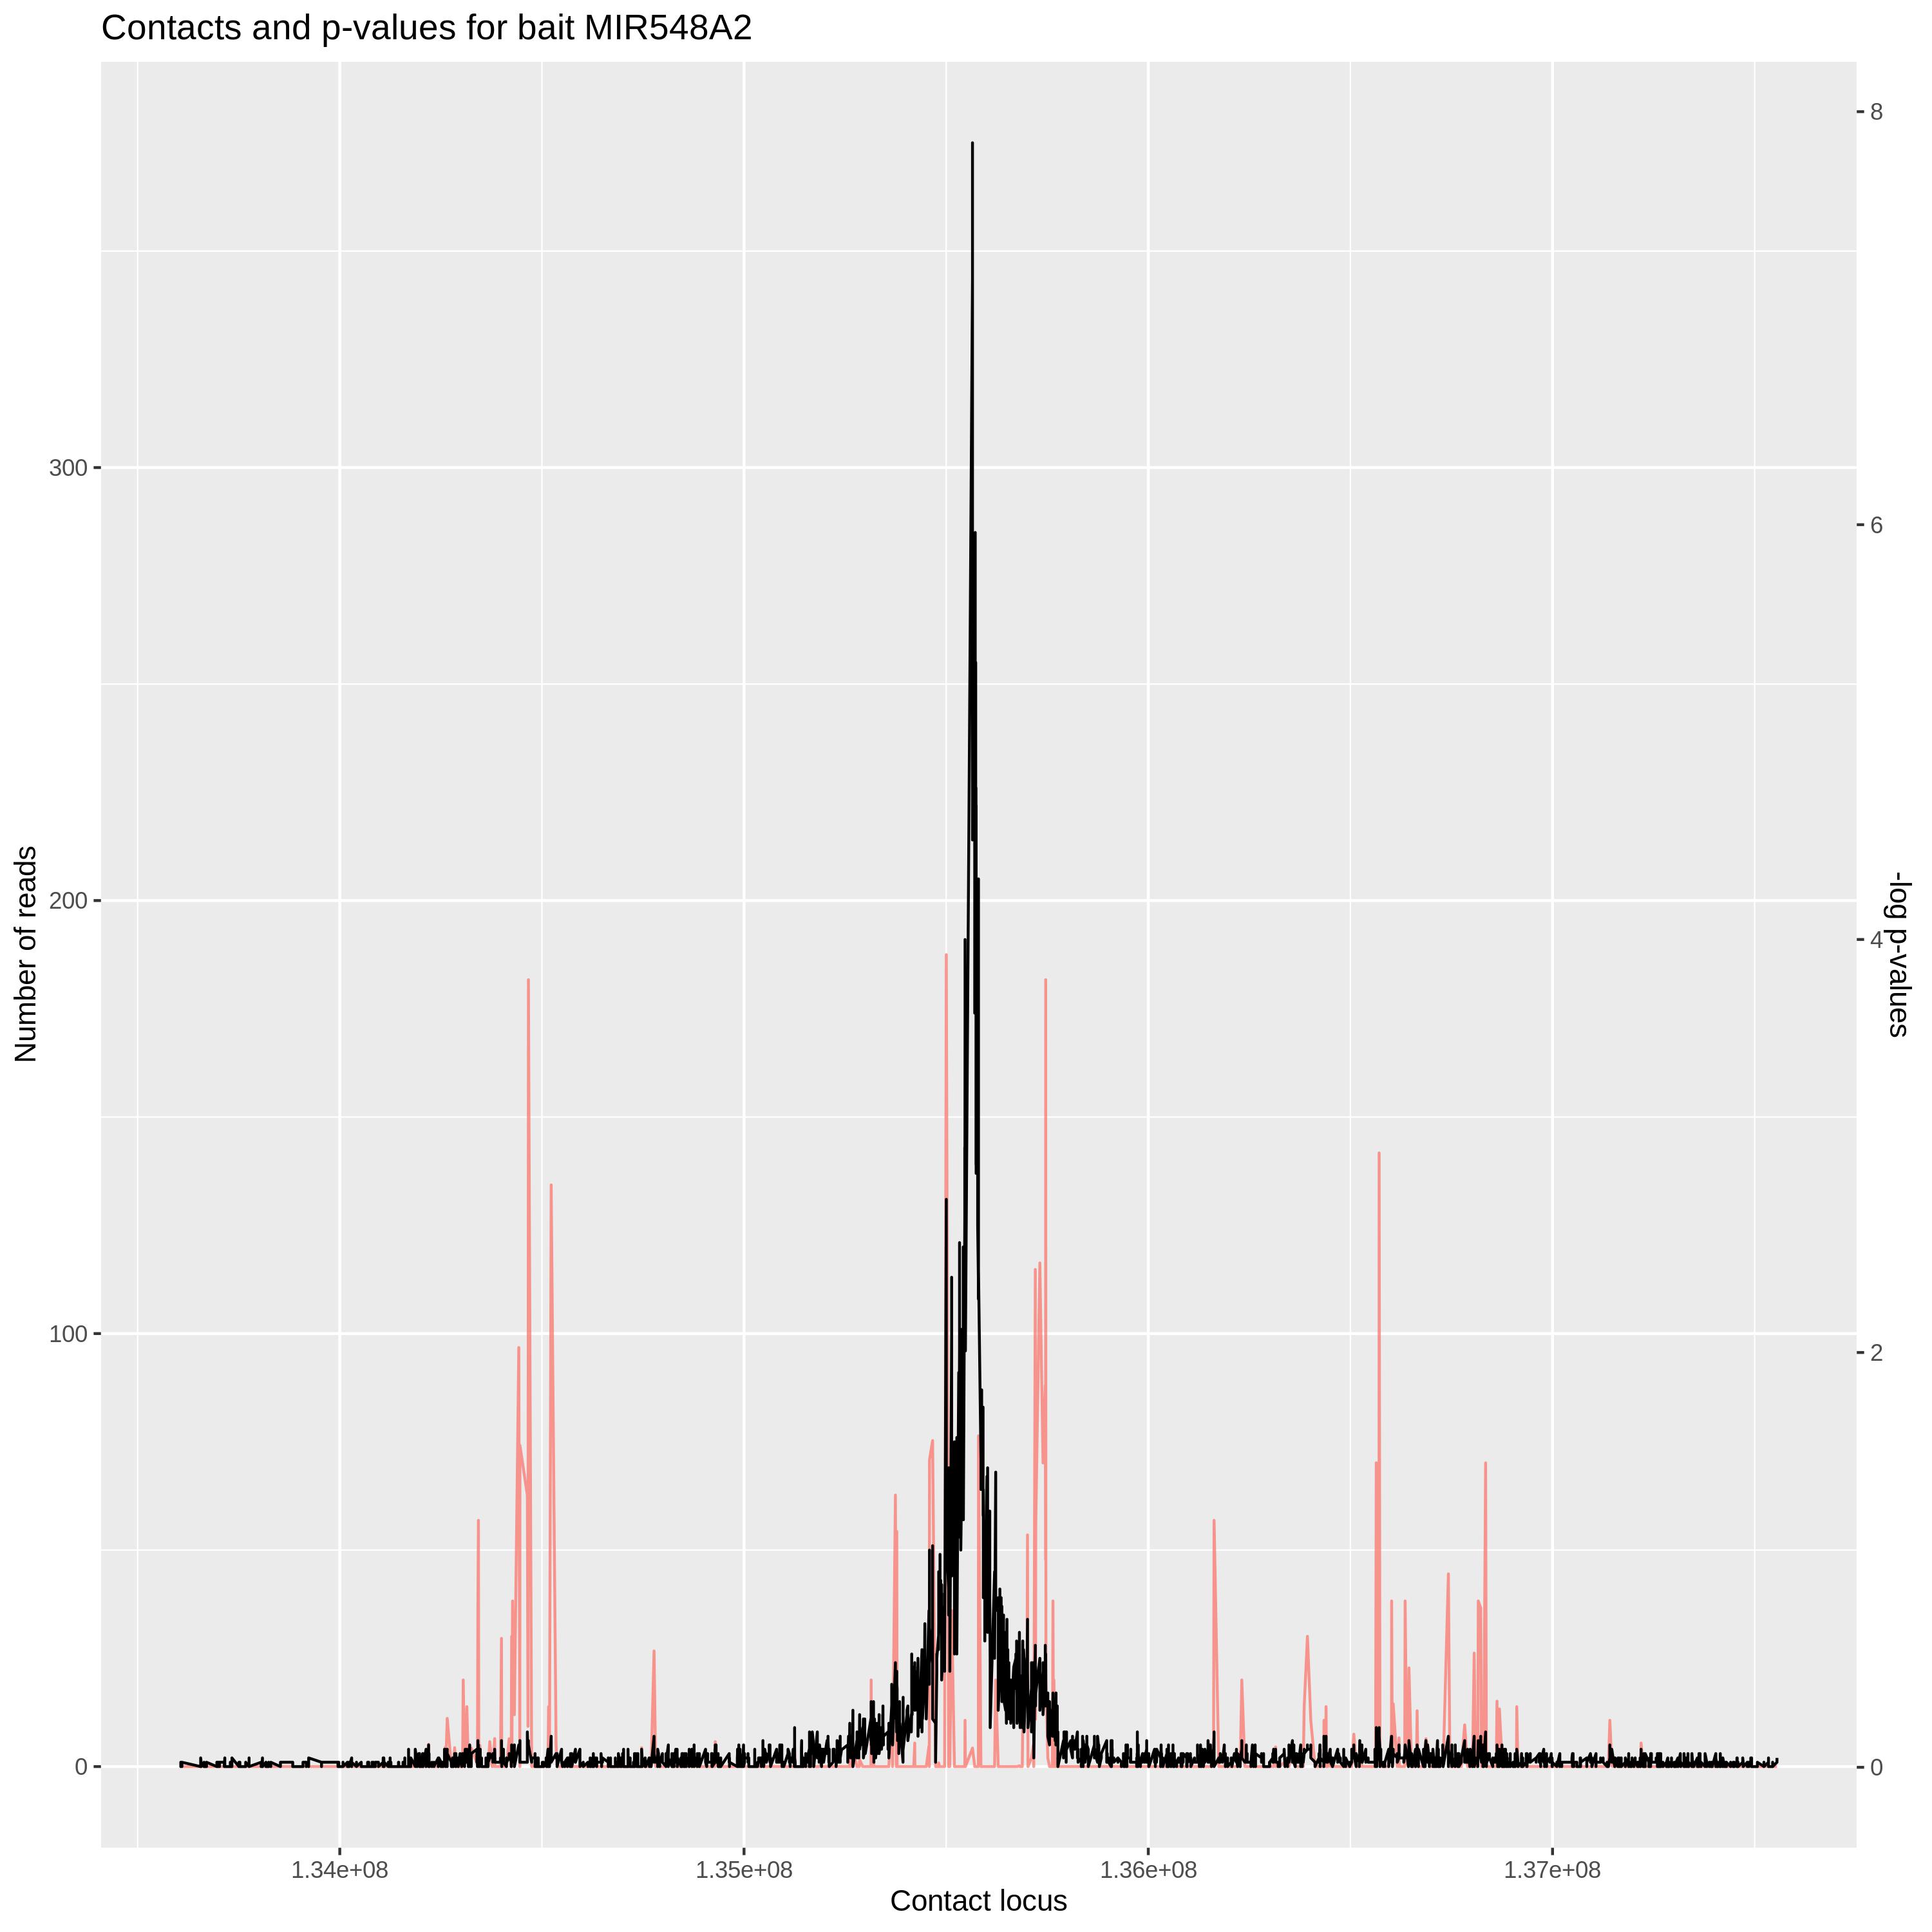 Contacts and p-values for bait MIR548A2
8
300
6
Number of reads
200
4
-log p-values
100
2
0
0
1.34e+08
1.35e+08
1.36e+08
1.37e+08
Contact locus